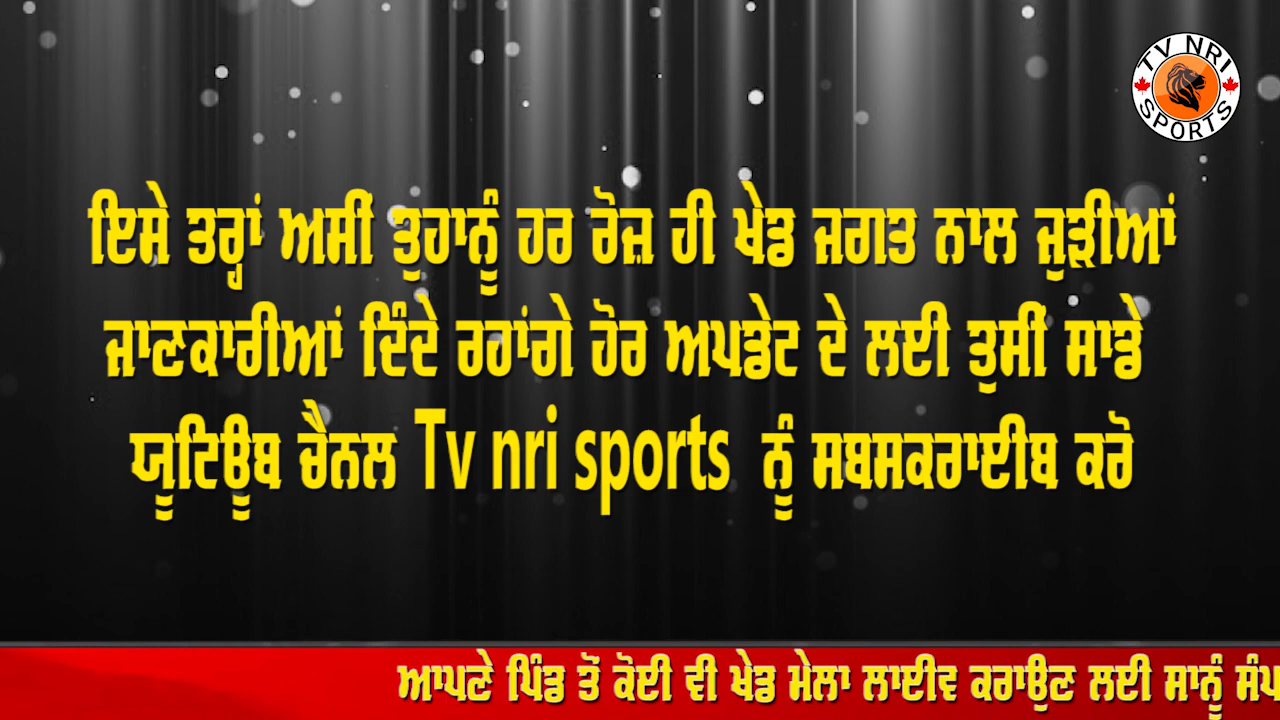 TV NRI
SPORTS
ਇਸੇ ਤਰ੍ਹਾਂ ਅਸੀਂ ਤੁਹਾਨੂੰ ਹਰ ਰੋਜ਼ ਹੀ ਖੇਡ ਜਗਤ ਨਾਲ ਜੁੜੀਆਂ
ਜਾਣਕਾਰੀਆਂ ਦਿੰਦੇ ਰਹਾਂਗੇ ਹੋਰ ਅਪਡੇਟ ਦੇ ਲਈ ਤੁਸੀਂ ਸਾਡੇ
ਯੂਟਿਊਬ ਚੈਨਲ Tv nri sports ਨੂੰ ਸਬਸਕਰਾਈਬ ਕਰੋ
ਆਪਣੇ ਪਿੰਡ ਤੋਂ ਕੋਈ ਵੀ ਖੇਡ ਮੇਲਾ ਲਾਈਵ ਕਰਾਉਣ ਲਈ ਸਾਨੂੰ